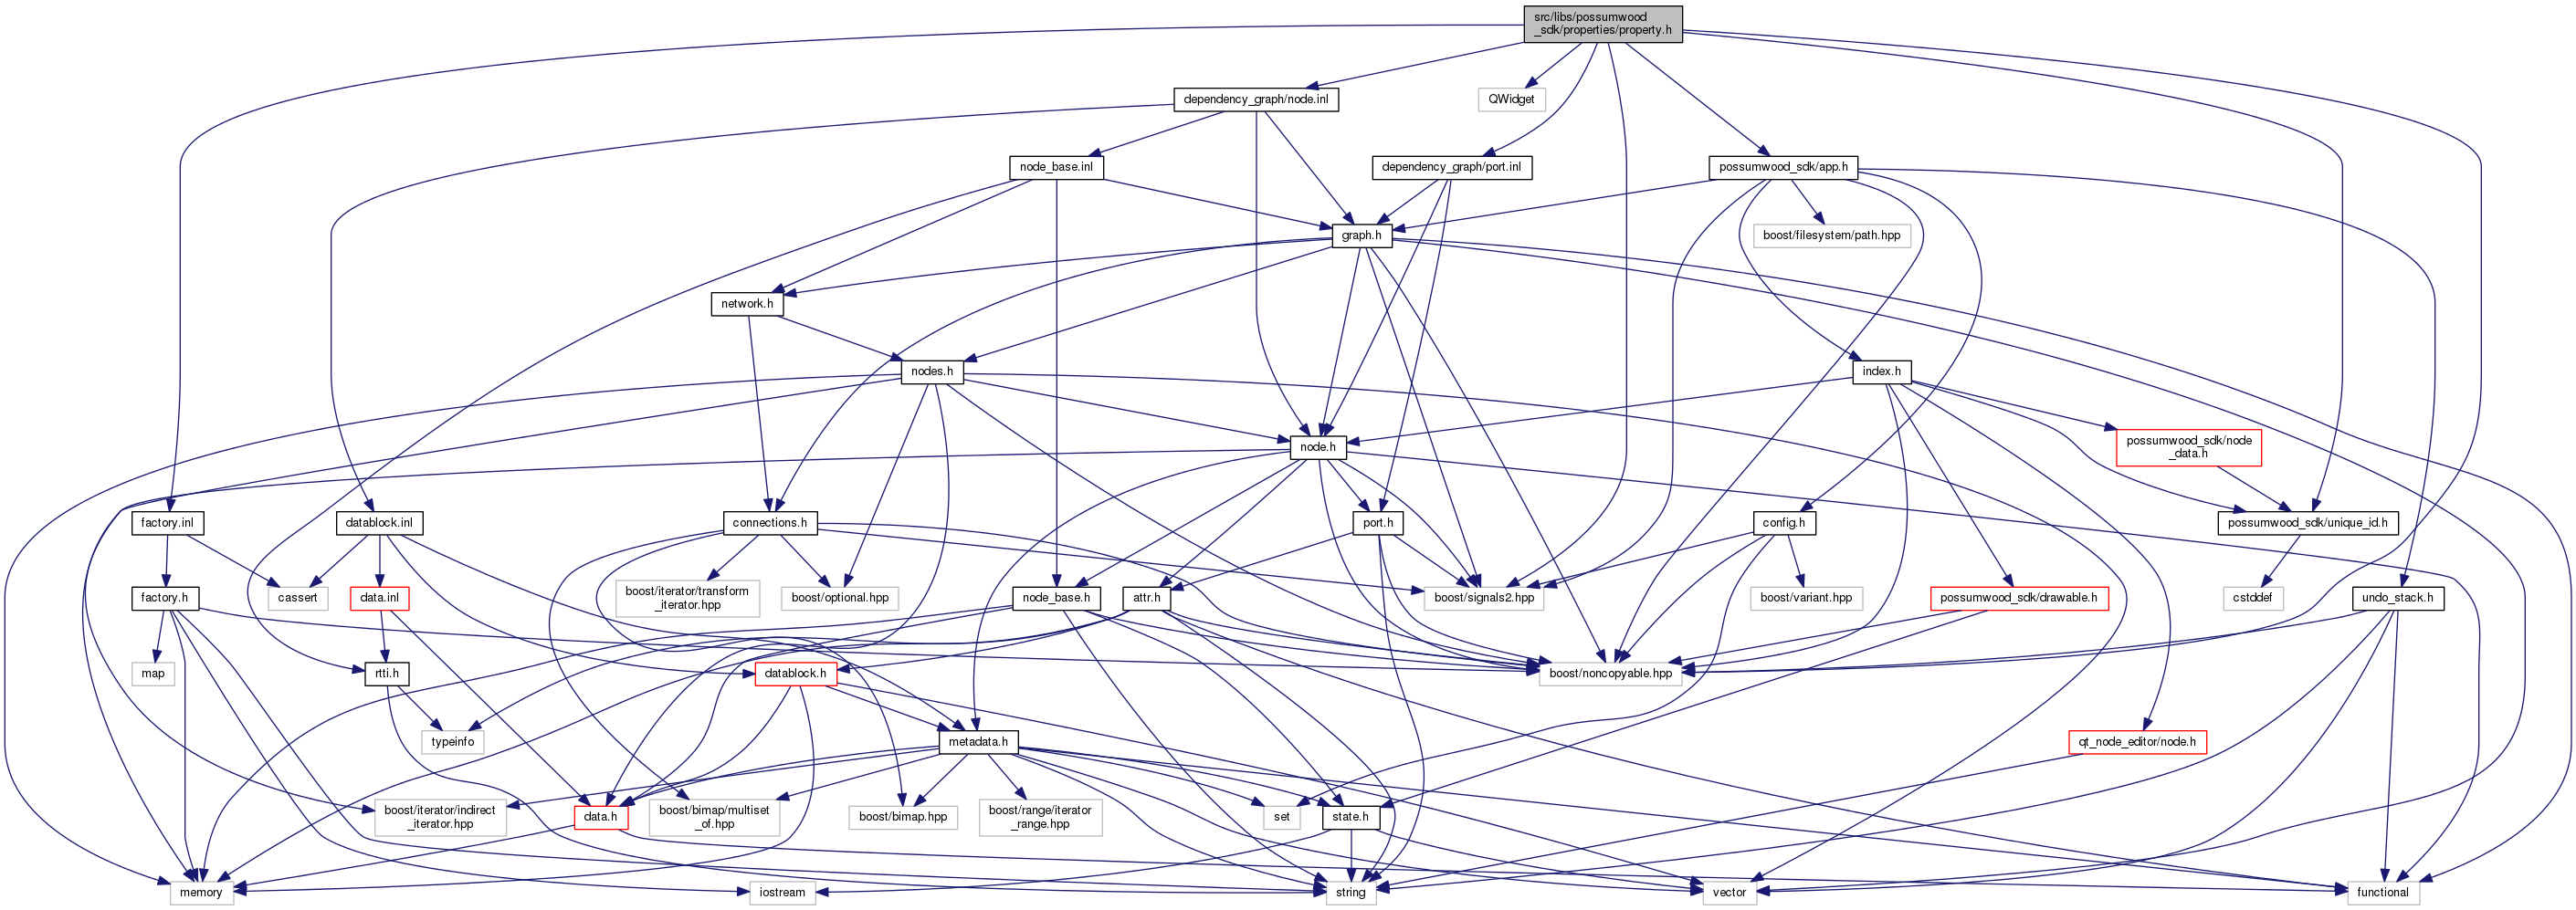 src/libs/possumwood
_sdk/properties/property.h
dependency_graph/node.inl
QWidget
node_base.inl
dependency_graph/port.inl
possumwood_sdk/app.h
graph.h
boost/filesystem/path.hpp
network.h
nodes.h
index.h
node.h
possumwood_sdk/node
_data.h
factory.inl
datablock.inl
connections.h
port.h
config.h
possumwood_sdk/unique_id.h
factory.h
cassert
data.inl
boost/iterator/transform
_iterator.hpp
boost/optional.hpp
node_base.h
attr.h
boost/signals2.hpp
boost/variant.hpp
possumwood_sdk/drawable.h
cstddef
undo_stack.h
map
rtti.h
datablock.h
boost/noncopyable.hpp
typeinfo
metadata.h
qt_node_editor/node.h
boost/iterator/indirect
_iterator.hpp
data.h
boost/bimap/multiset
_of.hpp
boost/bimap.hpp
boost/range/iterator
_range.hpp
set
state.h
memory
iostream
string
vector
functional